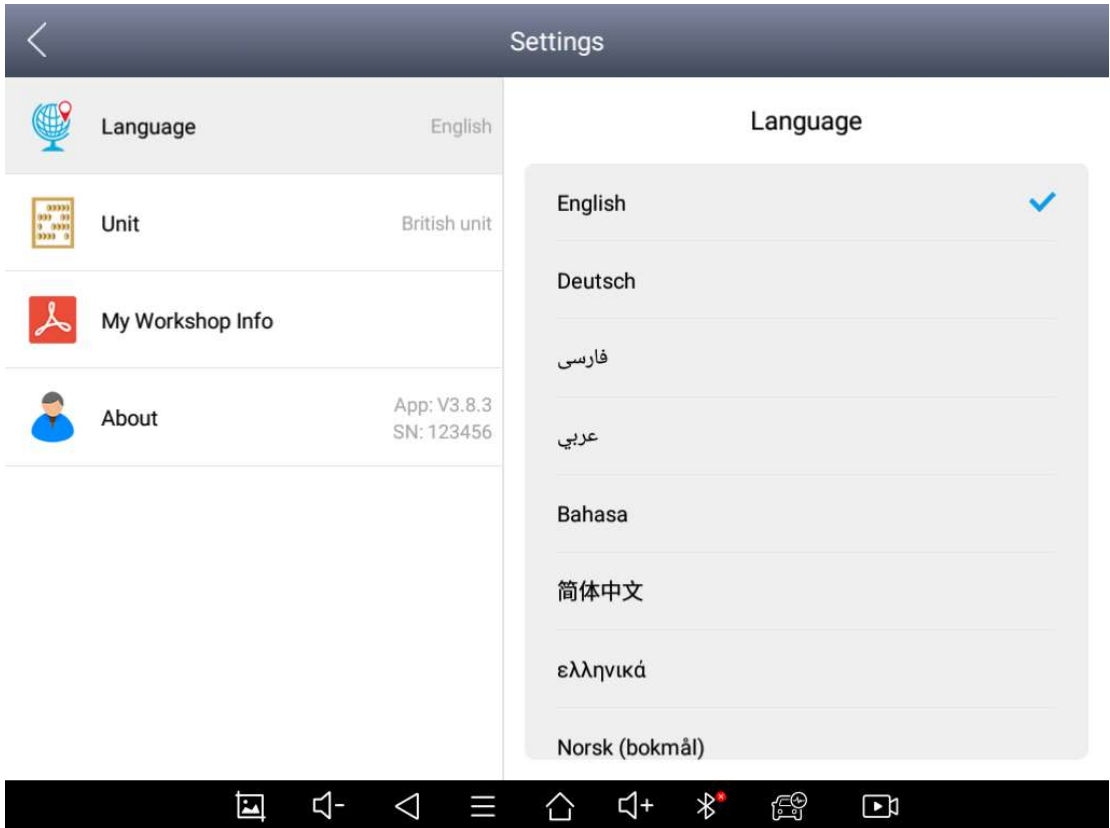 Settings
Language
English
Unit
British unit
My Workshop Info
About
App: V3.8.3
SN: 123456
Language
English
Deutsch
فارسی
عربي
Bahasa
简体中文
ελληνικά
Norsk (bokmål)